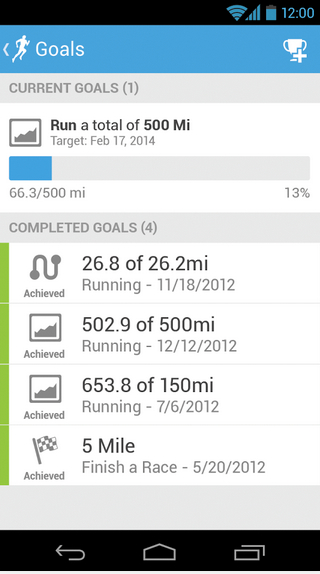 12:00
Goals
CURRENT GOALS (1)
Run a total of 500 Mi
Target: Feb 17, 2014
66.3/500 mi 13%
COMPLETED GOALS (4)
26.8 of 26.2mi
Running - 11/18/2012
Achieved
502.9 of 500mi
Running - 12/12/2012
Achieved
653.8 of 150mi
Running - 7/6/2012
Achieved
5 Mile
Finish a Race - 5/20/2012
Achieved